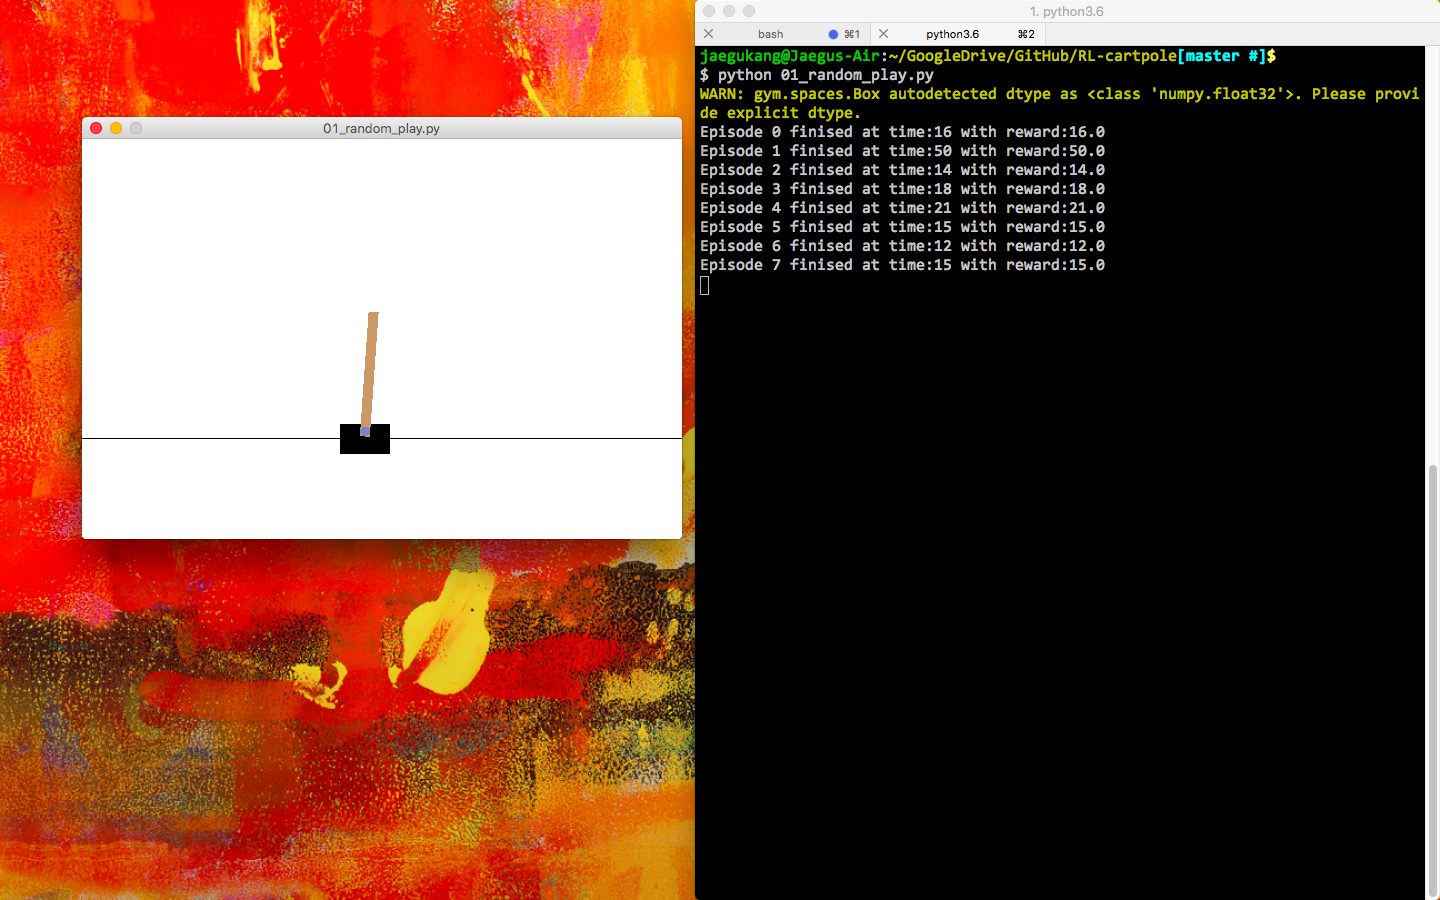 01_random_play.py
1. python3.6
bash ⌘1 python3.6 ⌘2
jaegukang@Jaegus-Air:~/GoogleDrive/GitHub/RL-cartpole[master #]$
$ python 01_random_play.py
WARN: gym.spaces.Box autodetected dtype as <class 'numpy.float32'>. Please provi
de explicit dtype.
Episode 0 finised at time:16 with reward:16.0
Episode 1 finised at time:50 with reward:50.0
Episode 2 finised at time:14 with reward:14.0
Episode 3 finised at time:18 with reward:18.0
Episode 4 finised at time:21 with reward:21.0
Episode 5 finised at time:15 with reward:15.0
Episode 6 finised at time:12 with reward:12.0
Episode 7 finised at time:15 with reward:15.0